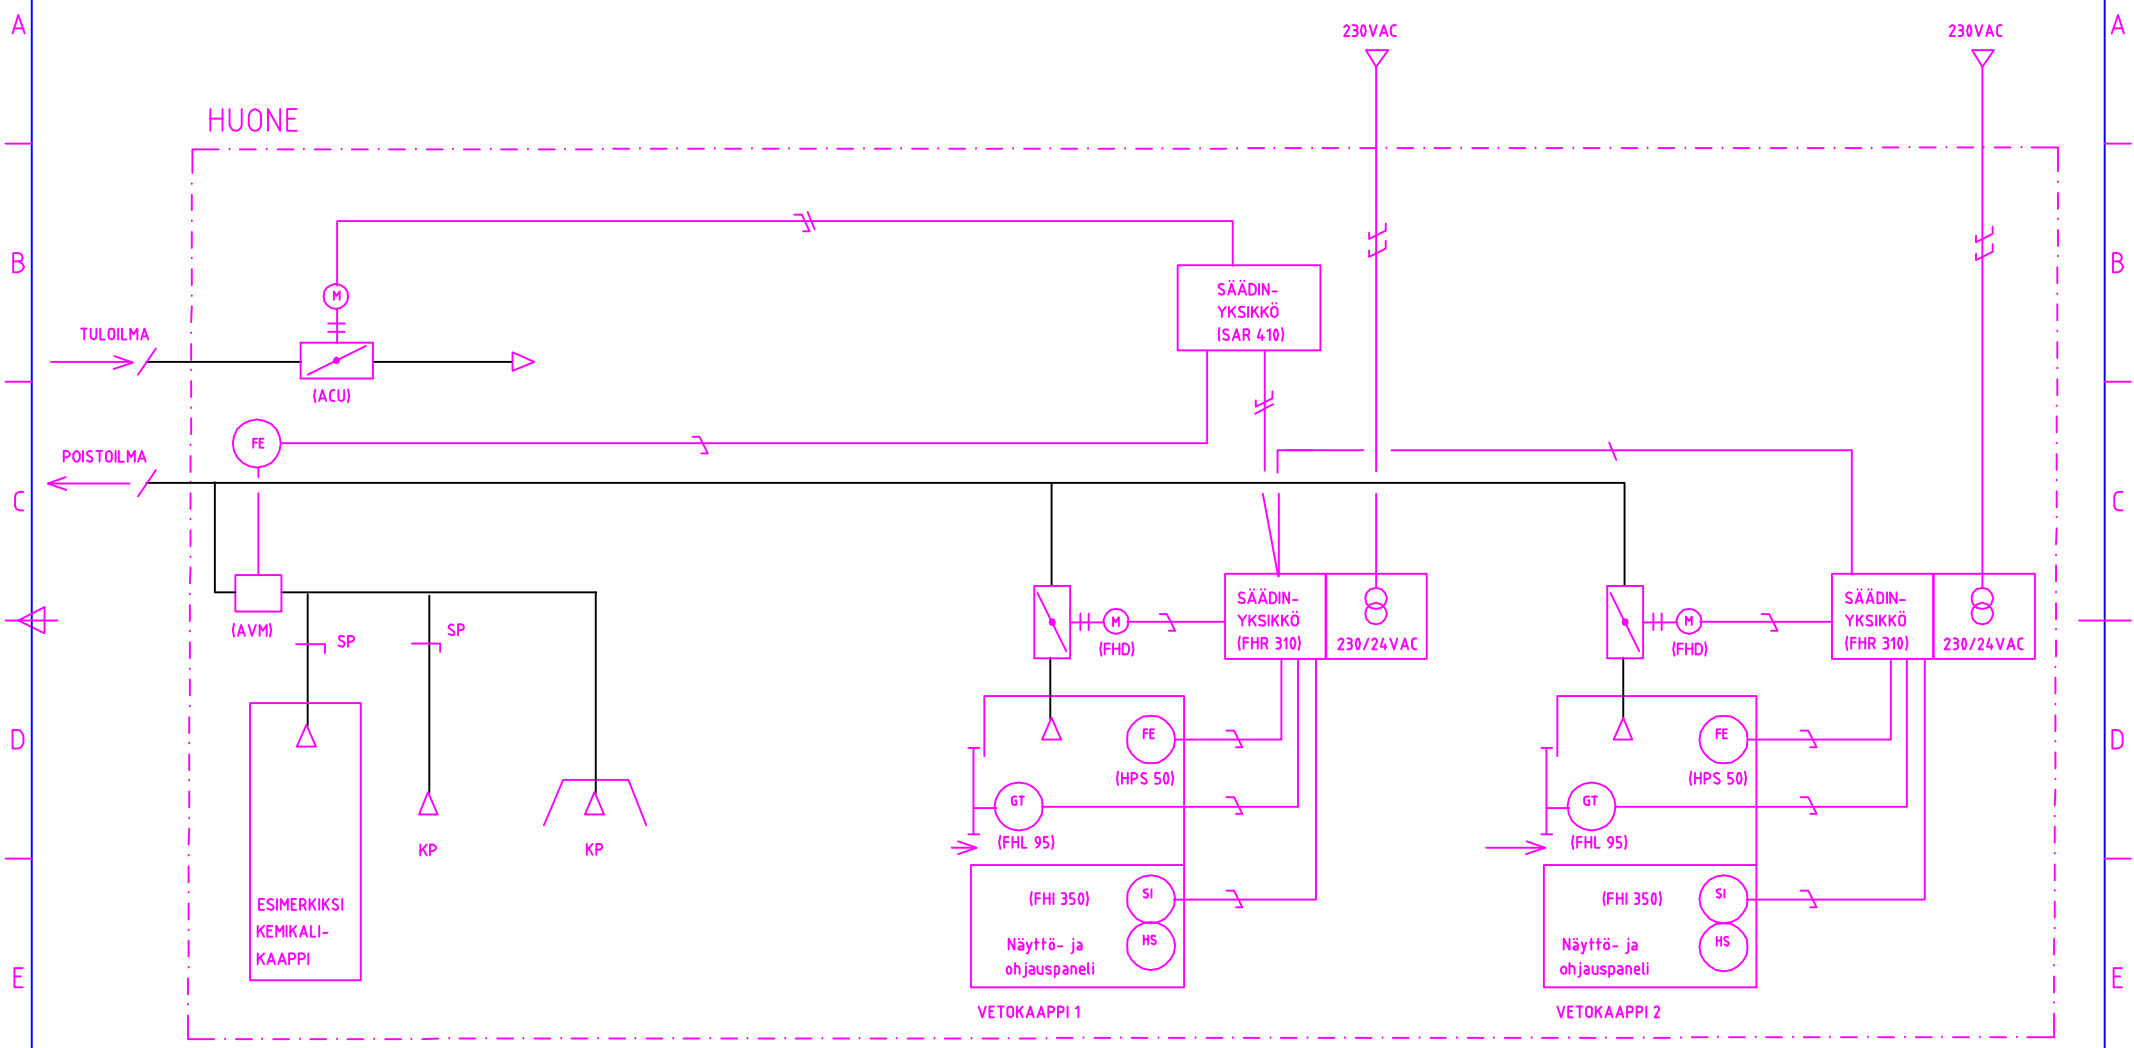 A
230VAC
230VAC
A
HUONE
B
B
SÄÄDIN-
YKSIKKÖ
(SAR 410)
M
TULOILMA
(ACU)
FE
POISTOILMA
C
C
(AVM)
SP
SP
M
(FHD)
SÄÄDIN-
YKSIKKÖ
(FHR 310)
230/24VAC
M
(FHD)
SÄÄDIN-
YKSIKKÖ
(FHR 310)
230/24VAC
D
D
FE
(HPS 50)
GT
(FHL 95)
FE
(HPS 50)
GT
(FHL 95)
KP
KP
ESIMERKIKSI
KEMIKALI-
KAAPPI
(FHI 350)
SI
HS
Näyttö- ja
ohjauspaneli
(FHI 350)
SI
HS
Näyttö- ja
ohjauspaneli
E
E
VETOKAAPPI 1
VETOKAAPPI 2